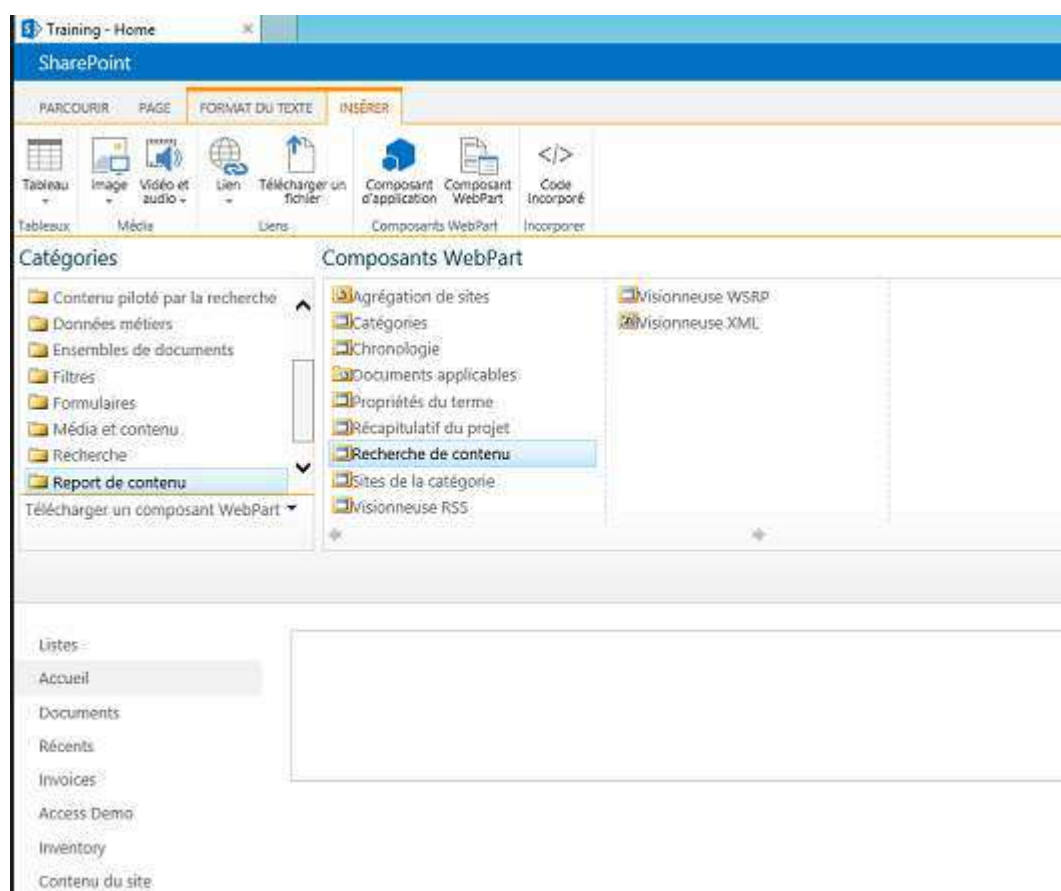 Training - Home
SharePoint
PARCOURIR PAGE FORMAT DU TEXTE INSÉRER
Tableau
Image
Vidéo et audio
Lien
Télécharger un fichier
Composant d'application
Composant WebPart
</>
Code Incorporé
Tableaux Média Liens Composants WebPart Incorporer
Catégories
Contenu piloté par la recherche
Données métiers
Ensembles de documents
Filtres
Formulaires
Média et contenu
Recherche
Report de contenu
Télécharger un composant WebPart
Composants WebPart
Agrégation de sites
Catégories
Chronologie
Documents applicables
Propriétés du terme
Récapitulatif du projet
Recherche de contenu
Sites de la catégorie
Visionneuse RSS
Visionneuse WSRP
Visionneuse XML
Listes
Accueil
Documents
Récents
Invoices
Access Demo
Inventory
Contenu du site